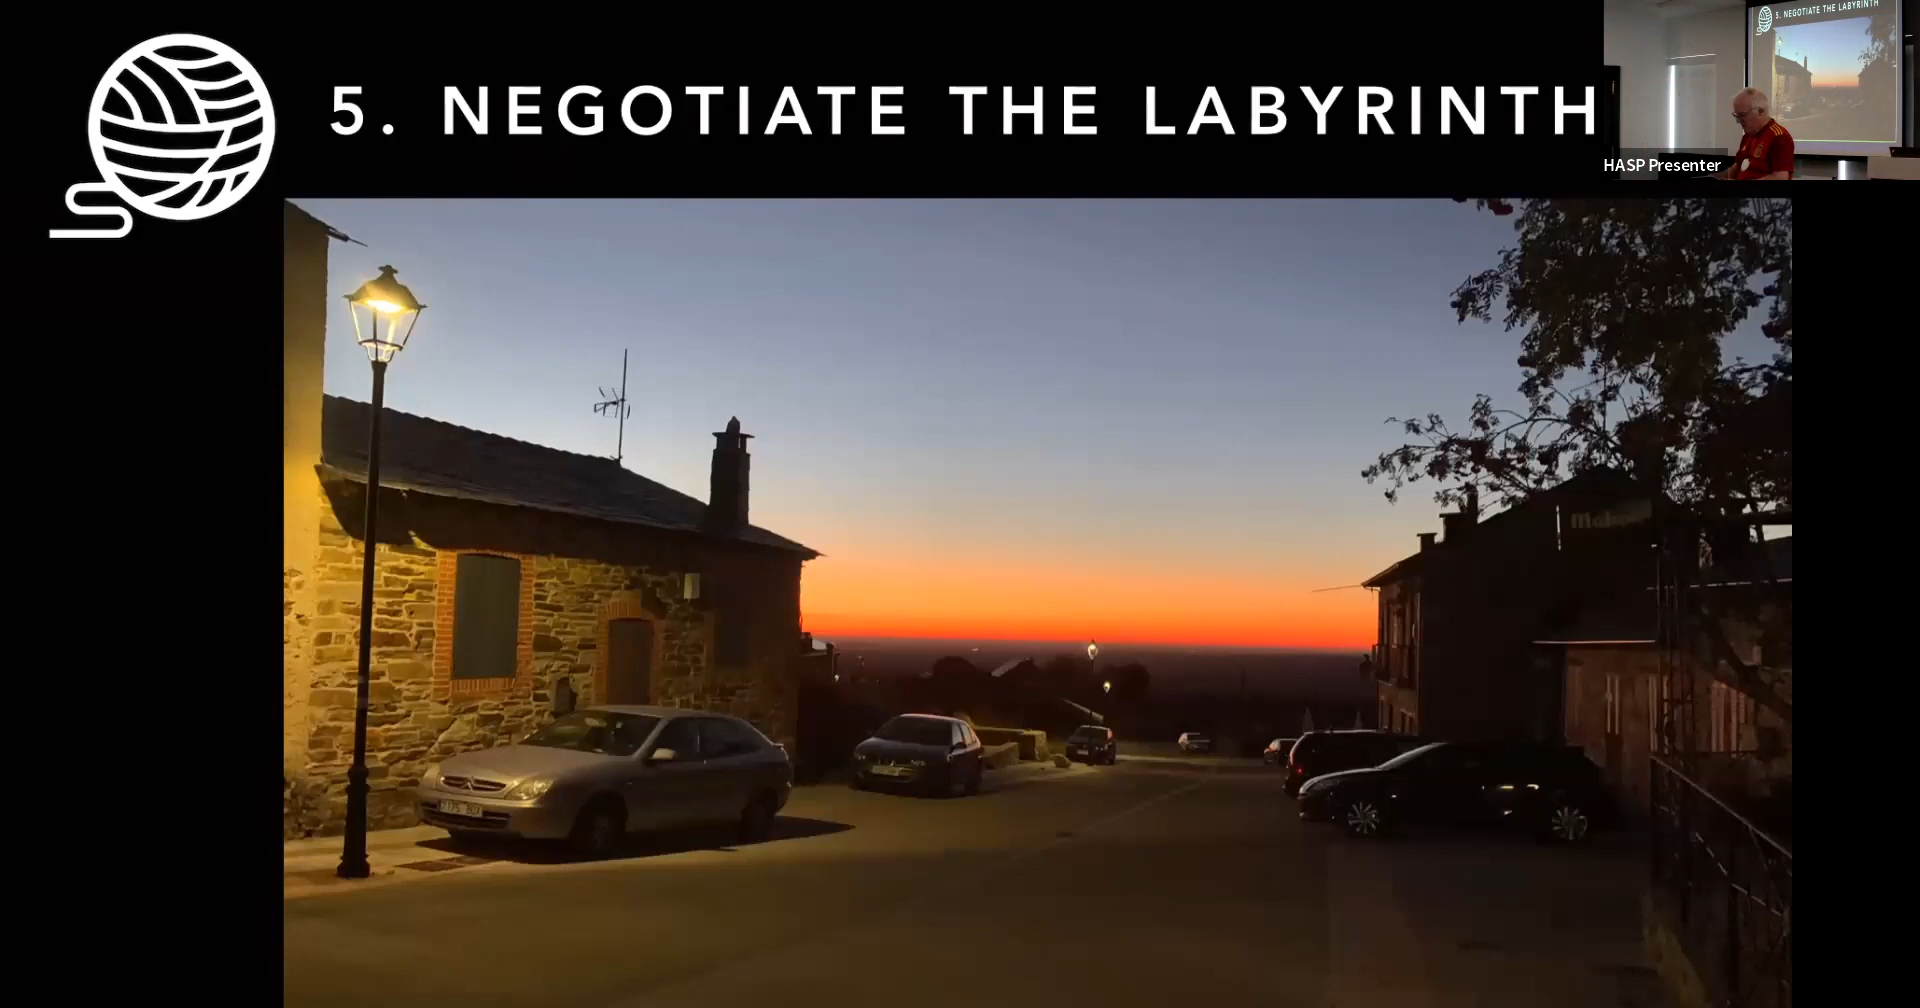 5. NEGOTIATE THE LABYRINTH
5. NEGOTIATE THE LABYRINTH
HASP Presenter